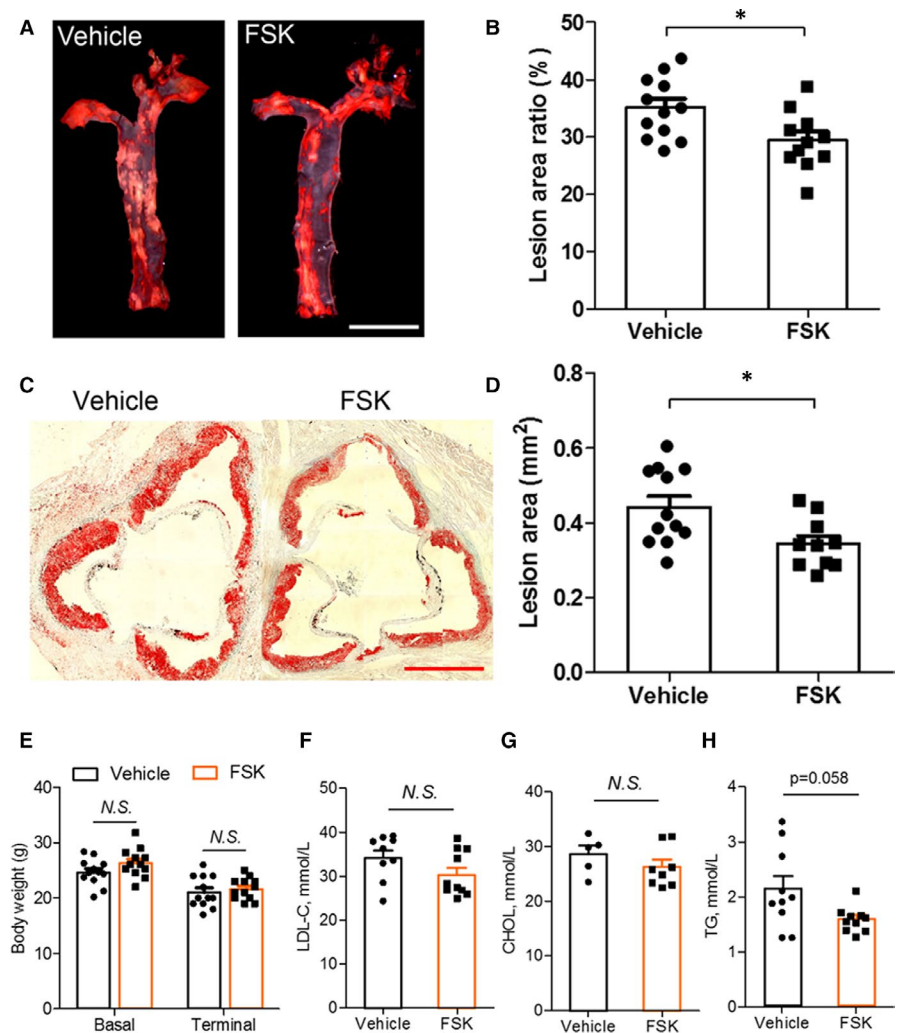 A
Vehicle
FSK
B
*
Lesion area ratio (%)
50
40
30
20
10
0
Vehicle
FSK
C
Vehicle
FSK
D
*
Lesion area (mm²)
0.8
0.6
0.4
0.2
0.0
Vehicle
FSK
E
Vehicle
FSK
Body weight (g)
40
30
20
10
0
N.S.
N.S.
Basal
Terminal
F
N.S.
LDL-C, mmol/L
50
40
30
20
10
0
Vehicle
FSK
G
N.S.
CHOL, mmol/L
40
30
20
10
0
Vehicle
FSK
H
p=0.058
TG, mmol/L
4
3
2
1
0
Vehicle
FSK